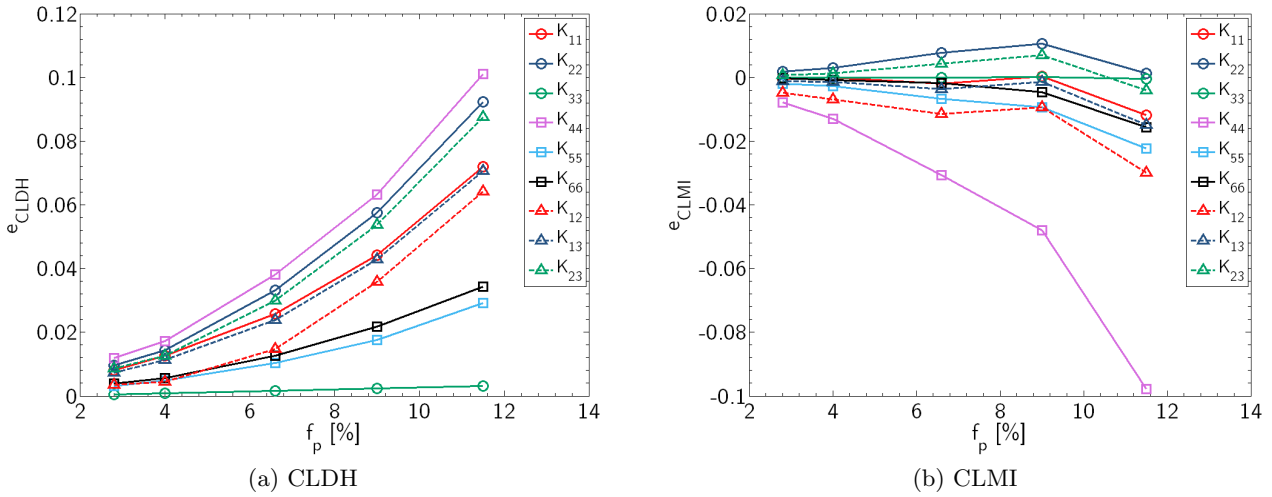 0.12
0.1
0.08
0.06
0.04
0.02
0
e_CLDH
2 4 6 8 10 12 14
f_p [%]
K_11
K_22
K_33
K_44
K_55
K_66
K_12
K_13
K_23
(a) CLDH
0.02
0
-0.02
-0.04
-0.06
-0.08
-0.1
e_CLMI
2 4 6 8 10 12 14
f_p [%]
K_11
K_22
K_33
K_44
K_55
K_66
K_12
K_13
K_23
(b) CLMI